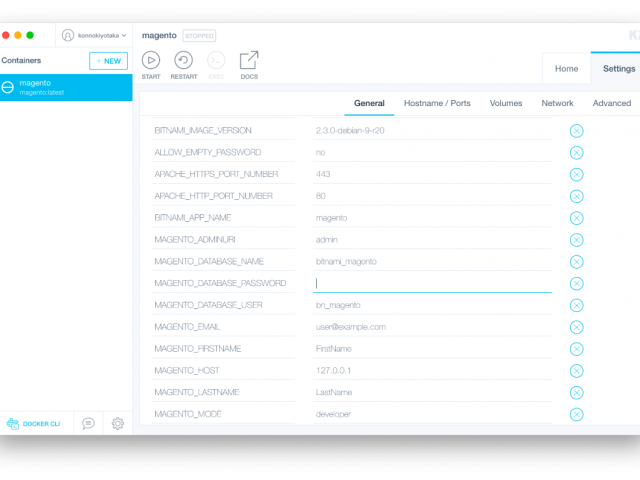 konnokiyotaka
magento STOPPED
Containers
+ NEW
START RESTART EXEC DOCS
Home Settings
magento
magento:latest
General Hostname / Ports Volumes Network Advanced
BITNAMI_IMAGE_VERSION 2.3.0-debian-9-r20
ALLOW_EMPTY_PASSWORD no
APACHE_HTTPS_PORT_NUMBER 443
APACHE_HTTP_PORT_NUMBER 80
BITNAMI_APP_NAME magento
MAGENTO_ADMINURI admin
MAGENTO_DATABASE_NAME bitnami_magento
MAGENTO_DATABASE_PASSWORD
MAGENTO_DATABASE_USER bn_magento
MAGENTO_EMAIL user@example.com
MAGENTO_FIRSTNAME FirstName
MAGENTO_HOST 127.0.0.1
MAGENTO_LASTNAME LastName
MAGENTO_MODE developer
DOCKER CLI